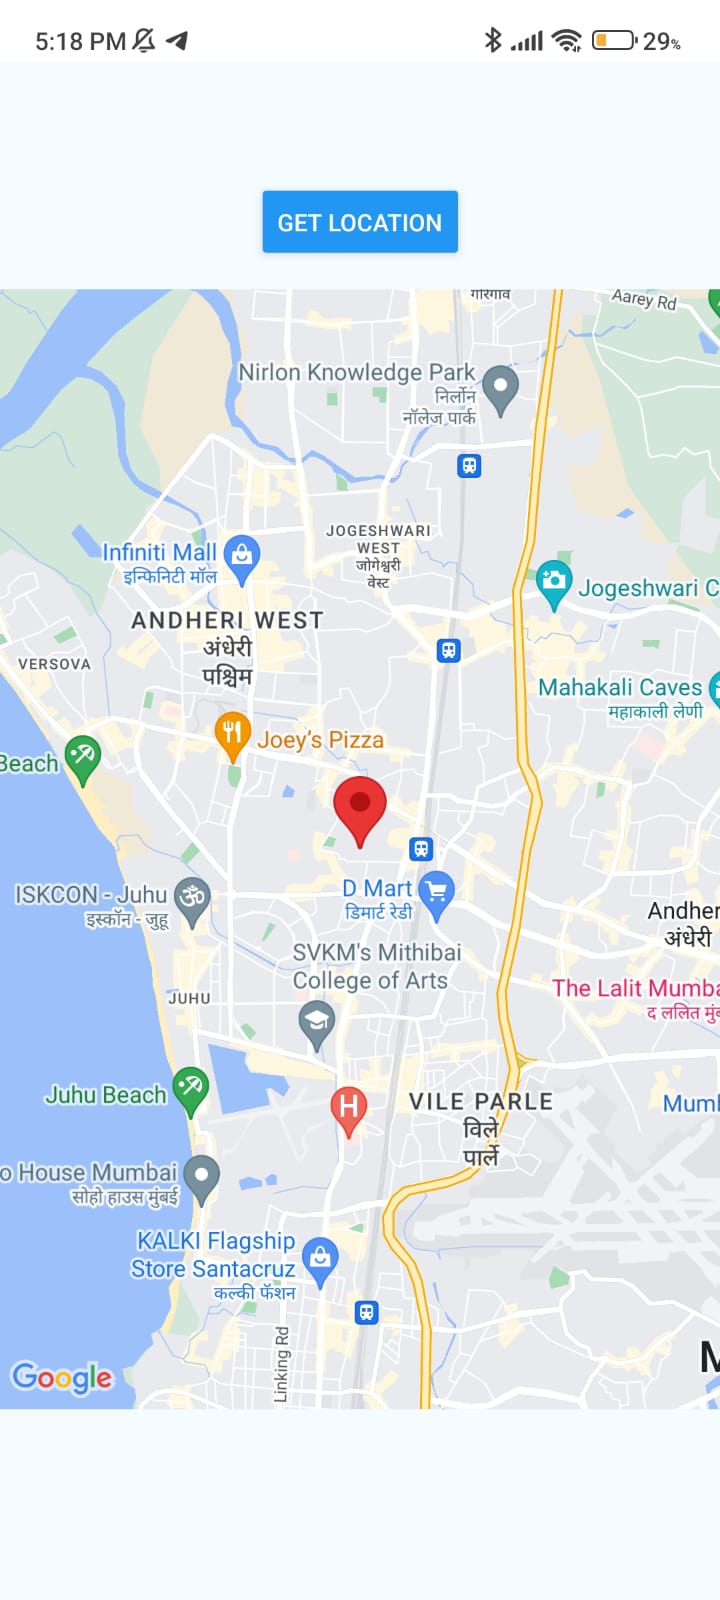 5:18 PM
29%
GET LOCATION
गोरेगाव
Aarey Rd
Nirlon Knowledge Park
निर्लोन
नॉलेज पार्क
JOGESHWARI
WEST
जोगेश्वरी
वेस्ट
Infiniti Mall
इन्फिनिटी मॉल
Jogeshwari C
ANDHERI WEST
अंधेरी
पश्चिम
VERSOVA
Mahakali Caves
महाकाली लेणी
Joey's Pizza
Beach
D Mart
डिमार्ट रेडी
ISKCON - Juhu
इस्कॉन - जुहू
Andher
अंधेरी
SVKM's Mithibai
College of Arts
The Lalit Mumba
द ललित मुंब
JUHU
Juhu Beach
H
VILE PARLE
विले
पार्ले
Mum
o House Mumbai
सोहो हाउस मुंबई
KALKI Flagship
Store Santacruz
कल्की फॅशन
Linking Rd
M
Google